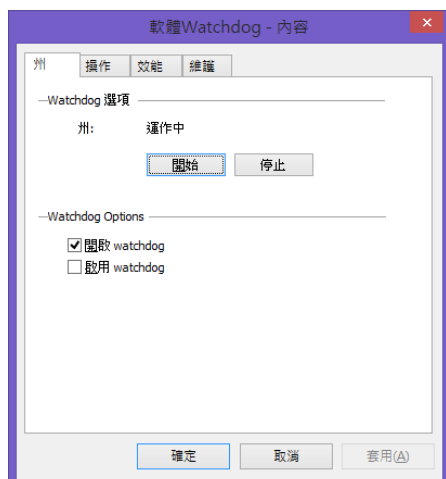 軟體Watchdog - 內容
州 操作 效能 維護
Watchdog 選項
州: 運作中
開始 停止
Watchdog Options
開啟 watchdog
啟用 watchdog
確定 取消 套用(A)